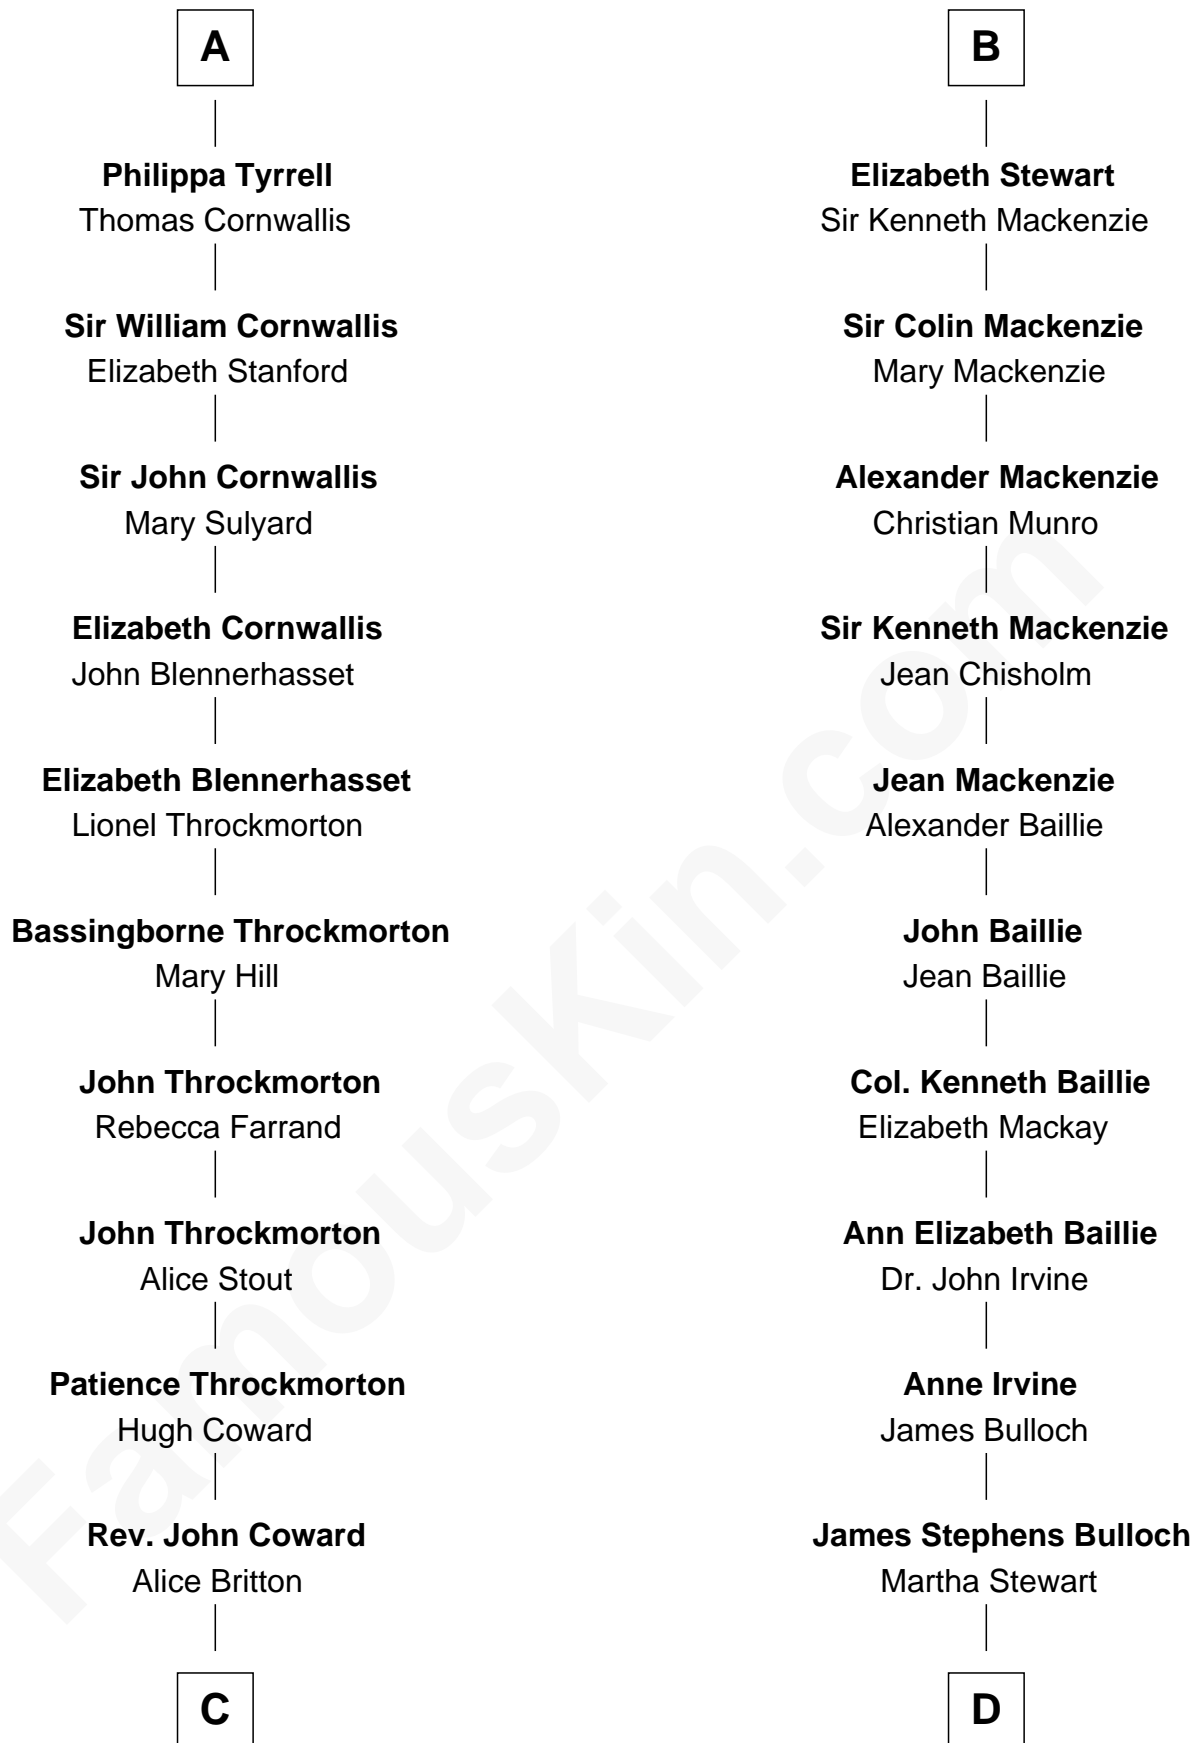 A
Philippa Tyrrell
Thomas Cornwallis
Sir William Cornwallis
Elizabeth Stanford
Sir John Cornwallis
Mary Sulyard
Elizabeth Cornwallis
John Blennerhasset
Elizabeth Blennerhasset
Lionel Throckmorton
Bassingborne Throckmorton
Mary Hill
John Throckmorton
Rebecca Farrand
John Throckmorton
Alice Stout
Patience Throckmorton
Hugh Coward
Rev. John Coward
Alice Britton
C
B
Elizabeth Stewart
Sir Kenneth Mackenzie
Sir Colin Mackenzie
Mary Mackenzie
Alexander Mackenzie
Christian Munro
Sir Kenneth Mackenzie
Jean Chisholm
Jean Mackenzie
Alexander Baillie
John Baillie
Jean Baillie
Col. Kenneth Baillie
Elizabeth Mackay
Ann Elizabeth Baillie
Dr. John Irvine
Anne Irvine
James Bulloch
James Stephens Bulloch
Martha Stewart
D
FamousKin.com